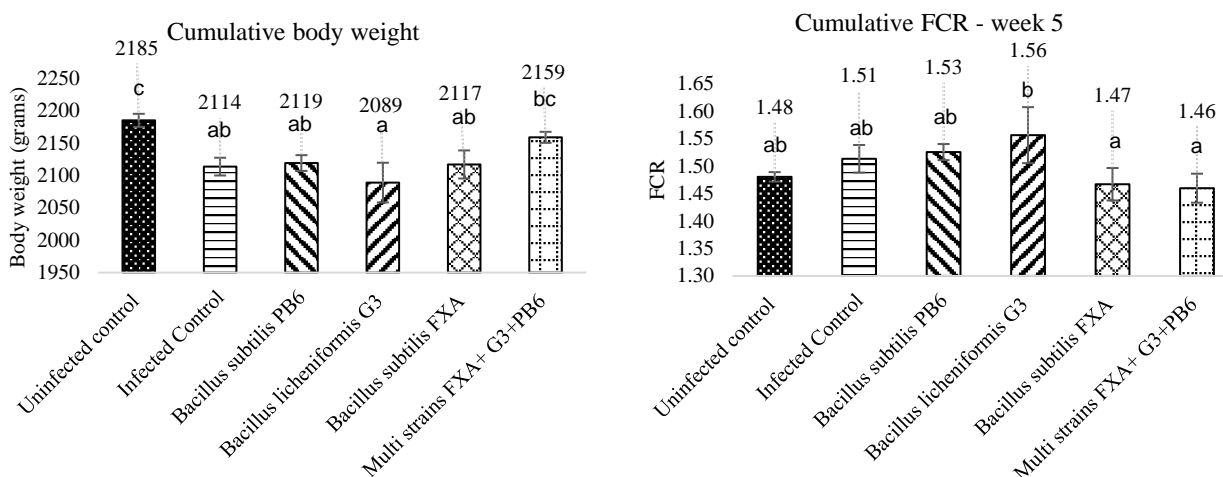 Cumulative body weight
2185
2114
2119
2089
2117
2159
c
ab
ab
a
ab
bc
Body weight (grams)
2250
2200
2150
2100
2050
2000
1950
Uninfected control
Infected Control
Bacillus subtilis PB6
Bacillus licheniformis G3
Bacillus subtilis FXA
Multi strains FXA+ G3+PB6
Cumulative FCR - week 5
1.48
1.51
1.53
1.56
1.47
1.46
ab
ab
ab
b
a
a
FCR
1.65
1.60
1.55
1.50
1.45
1.40
1.35
1.30
Uninfected control
Infected Control
Bacillus subtilis PB6
Bacillus licheniformis G3
Bacillus subtilis FXA
Multi strains FXA+ G3+PB6